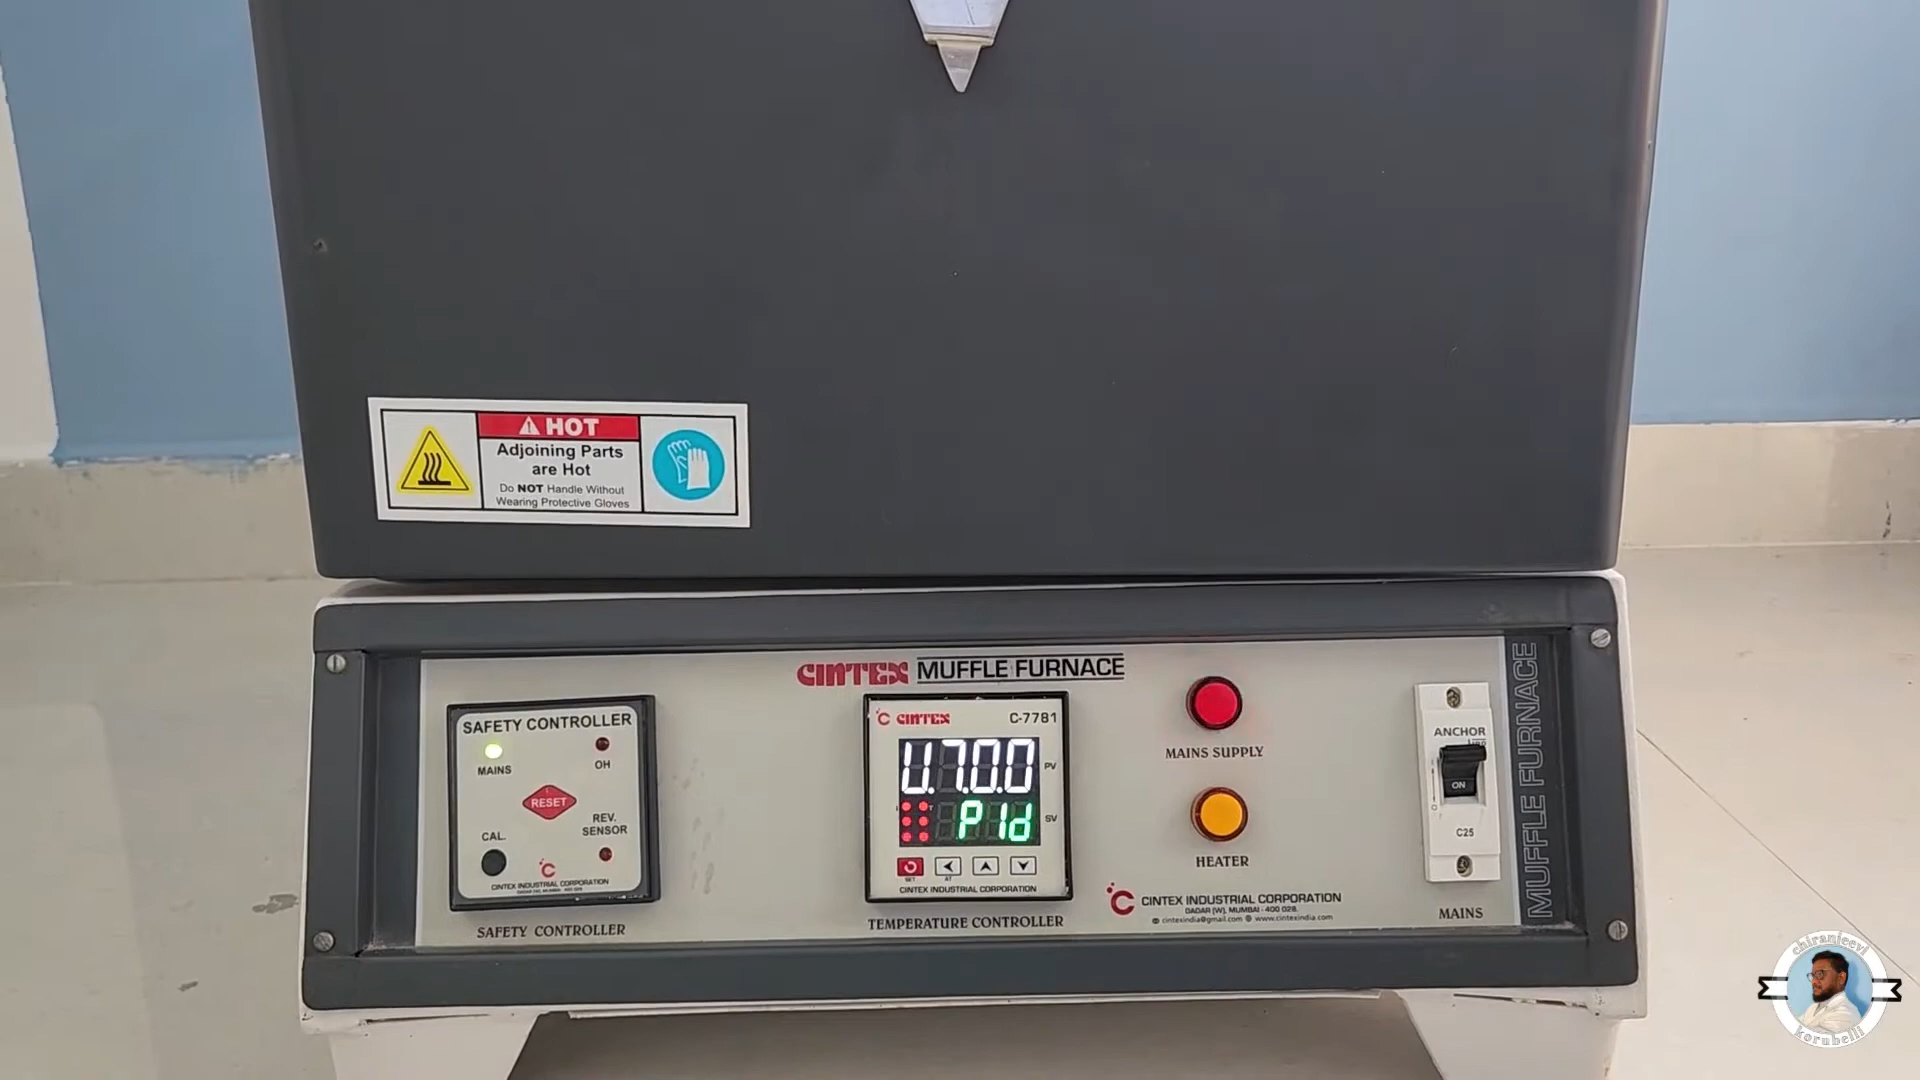 HOT
Adjoining Parts
are Hot
Do NOT Handle Without
Wearing Protective Gloves
CINTEX MUFFLE FURNACE
SAFETY CONTROLLER
MAINS
OH
RESET
CAL.
REV.
SENSOR
CINTEX INDUSTRIAL CORPORATION
SAFETY CONTROLLER
CINTEX C-7781
U.70.0 PV
PId SV
SET AT
CINTEX INDUSTRIAL CORPORATION
TEMPERATURE CONTROLLER
MAINS SUPPLY
HEATER
CINTEX INDUSTRIAL CORPORATION
DADAR (W), MUMBAI - 400 028.
cintexindia@gmail.com www.cintexindia.com
ANCHOR
ON
C25
MAINS
MUFFLE FURNACE
chiranjeevi
korubelli